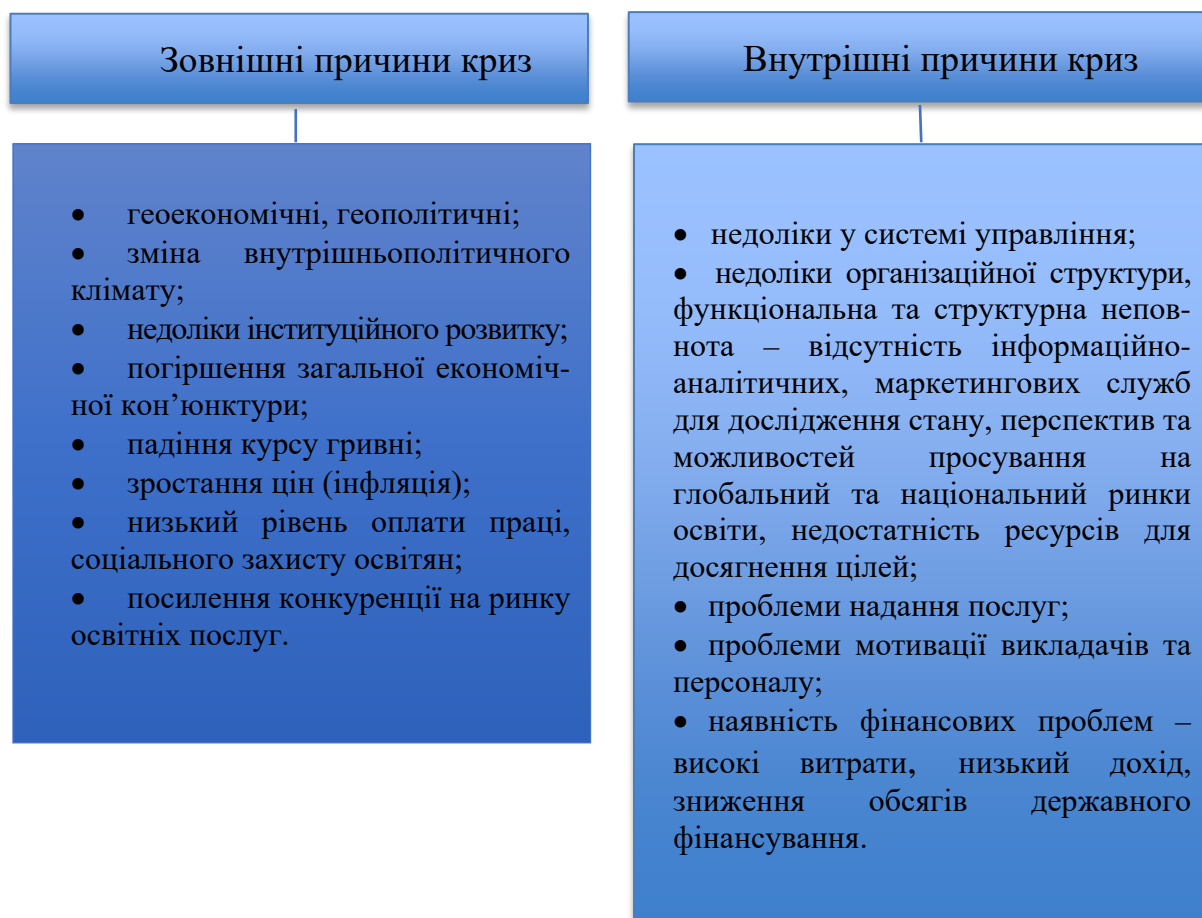 Зовнішні причини криз
• геоекономічні, геополітичні;
• зміна внутрішньополітичного
клімату;
• недоліки інституційного розвитку;
• погіршення загальної економіч-
ної кон’юнктури;
• падіння курсу гривні;
• зростання цін (інфляція);
• низький рівень оплати праці,
соціального захисту освітян;
• посилення конкуренції на ринку
освітніх послуг.
Внутрішні причини криз
• недоліки у системі управління;
• недоліки організаційної структури,
функціональна та структурна непов-
нота – відсутність інформаційно-
аналітичних, маркетингових служб
для дослідження стану, перспектив та
можливостей просування на
глобальний та національний ринки
освіти, недостатність ресурсів для
досягнення цілей;
• проблеми надання послуг;
• проблеми мотивації викладачів та
персоналу;
• наявність фінансових проблем –
високі витрати, низький дохід,
зниження обсягів державного
фінансування.